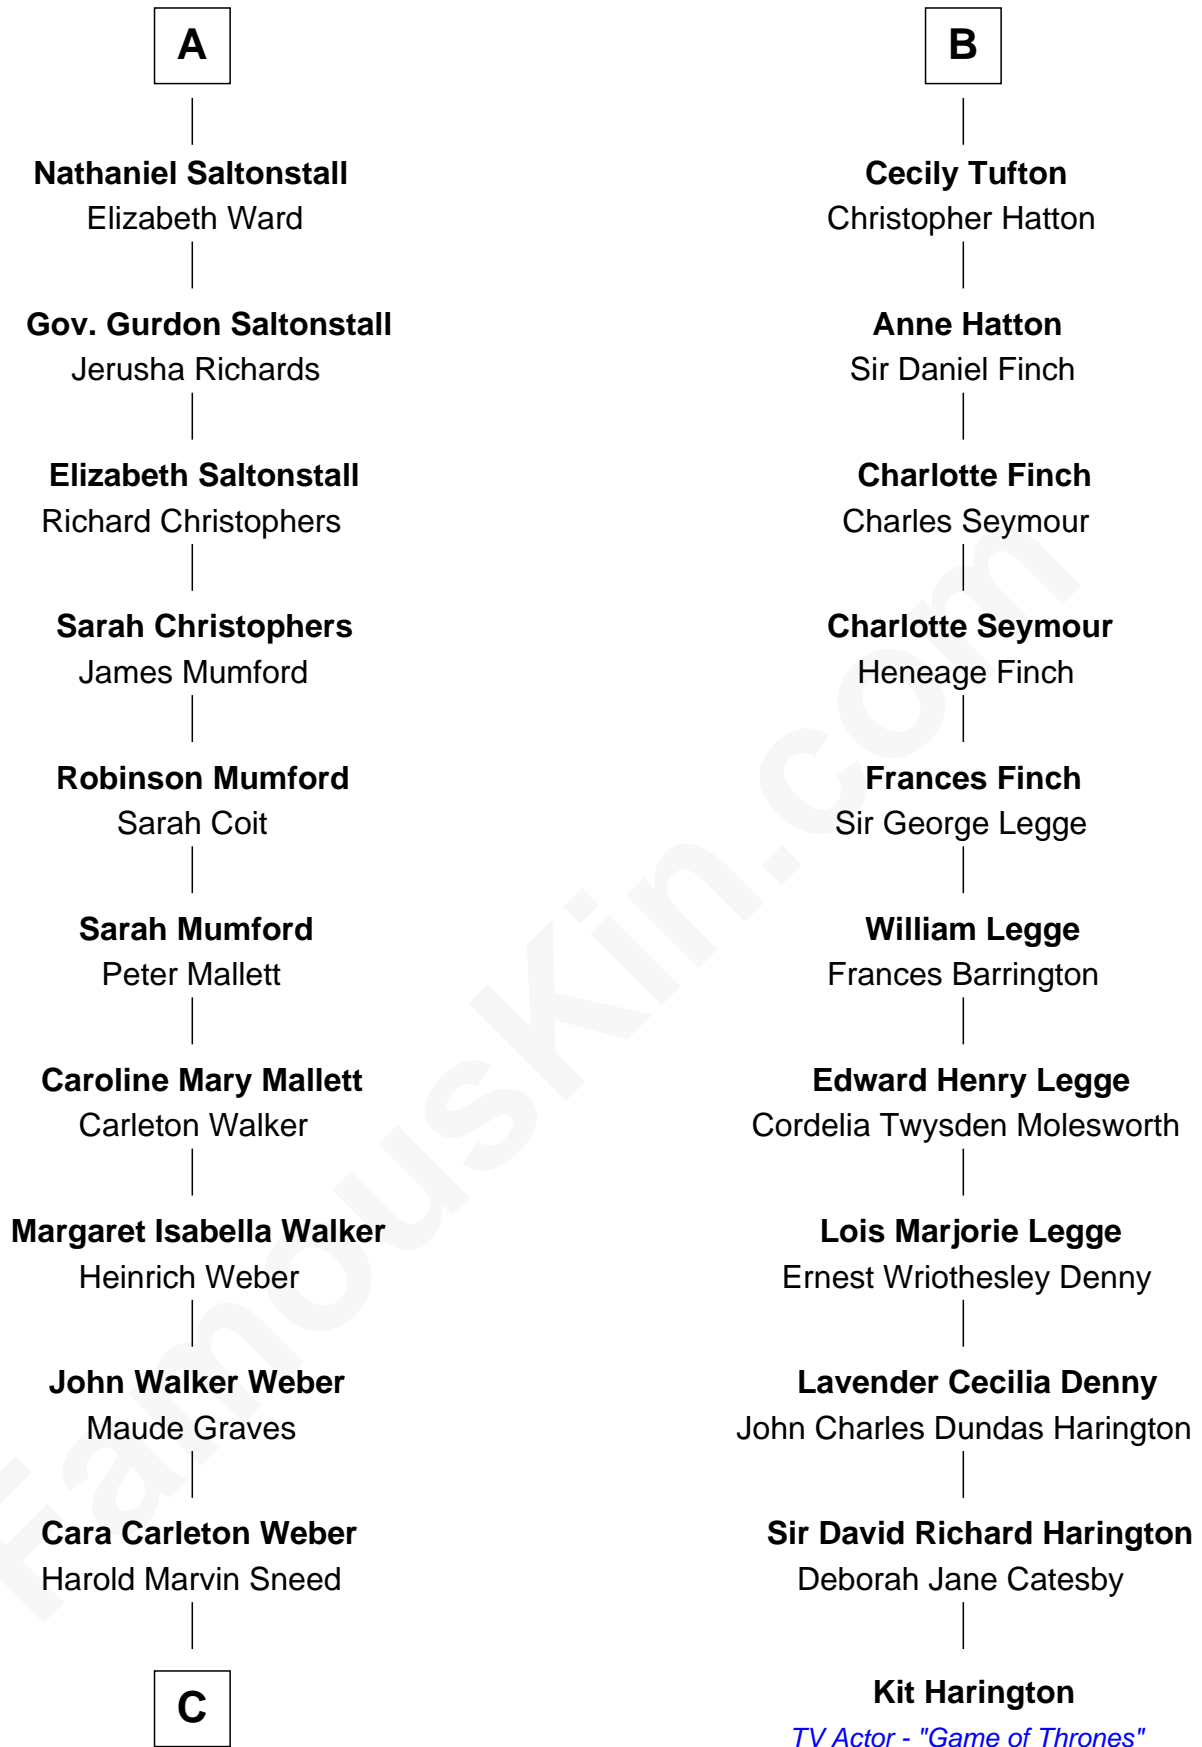 A
Nathaniel Saltonstall
Elizabeth Ward
Gov. Gurdon Saltonstall
Jerusha Richards
Elizabeth Saltonstall
Richard Christophers
Sarah Christophers
James Mumford
Robinson Mumford
Sarah Coit
Sarah Mumford
Peter Mallett
Caroline Mary Mallett
Carleton Walker
Margaret Isabella Walker
Heinrich Weber
John Walker Weber
Maude Graves
Cara Carleton Weber
Harold Marvin Sneed
C
B
Cecily Tufton
Christopher Hatton
Anne Hatton
Sir Daniel Finch
Charlotte Finch
Charles Seymour
Charlotte Seymour
Heneage Finch
Frances Finch
Sir George Legge
William Legge
Frances Barrington
Edward Henry Legge
Cordelia Twysden Molesworth
Lois Marjorie Legge
Ernest Wriothesley Denny
Lavender Cecilia Denny
John Charles Dundas Harington
Sir David Richard Harington
Deborah Jane Catesby
Kit Harington
TV Actor - "Game of Thrones"
FamousKin.com